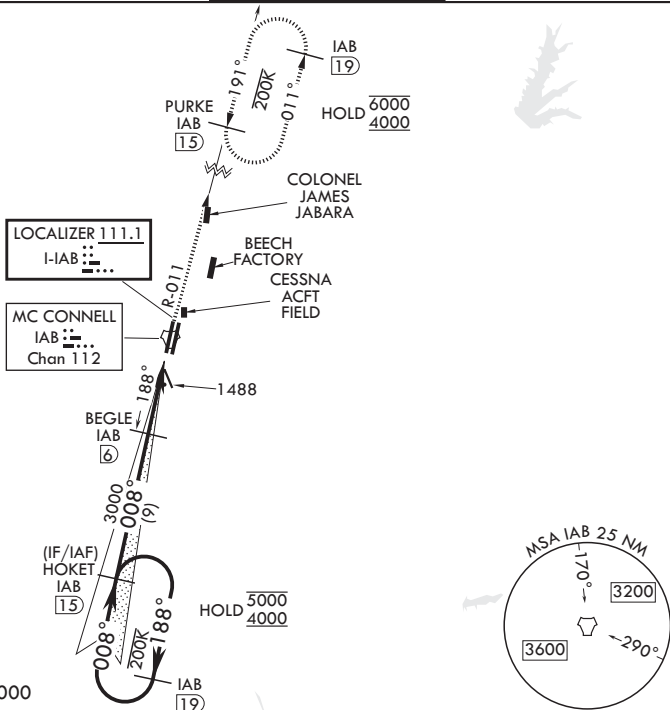 IAB
19
191°
200K
011°
HOLD 6000
4000
PURKE
IAB
15
COLONEL
JAMES
JABARA
LOCALIZER 111.1
I-IAB
BEECH
FACTORY
R-011
CESSNA
ACFT
FIELD
MC CONNELL
IAB
Chan 112
188°
1488
BEGLE
IAB
6
3000
008°
(9)
(IF/IAF)
HOKET
IAB
15
HOLD 5000
4000
008°
200K
188°
IAB
19
MSA IAB 25 NM
170°
3200
3600
290°